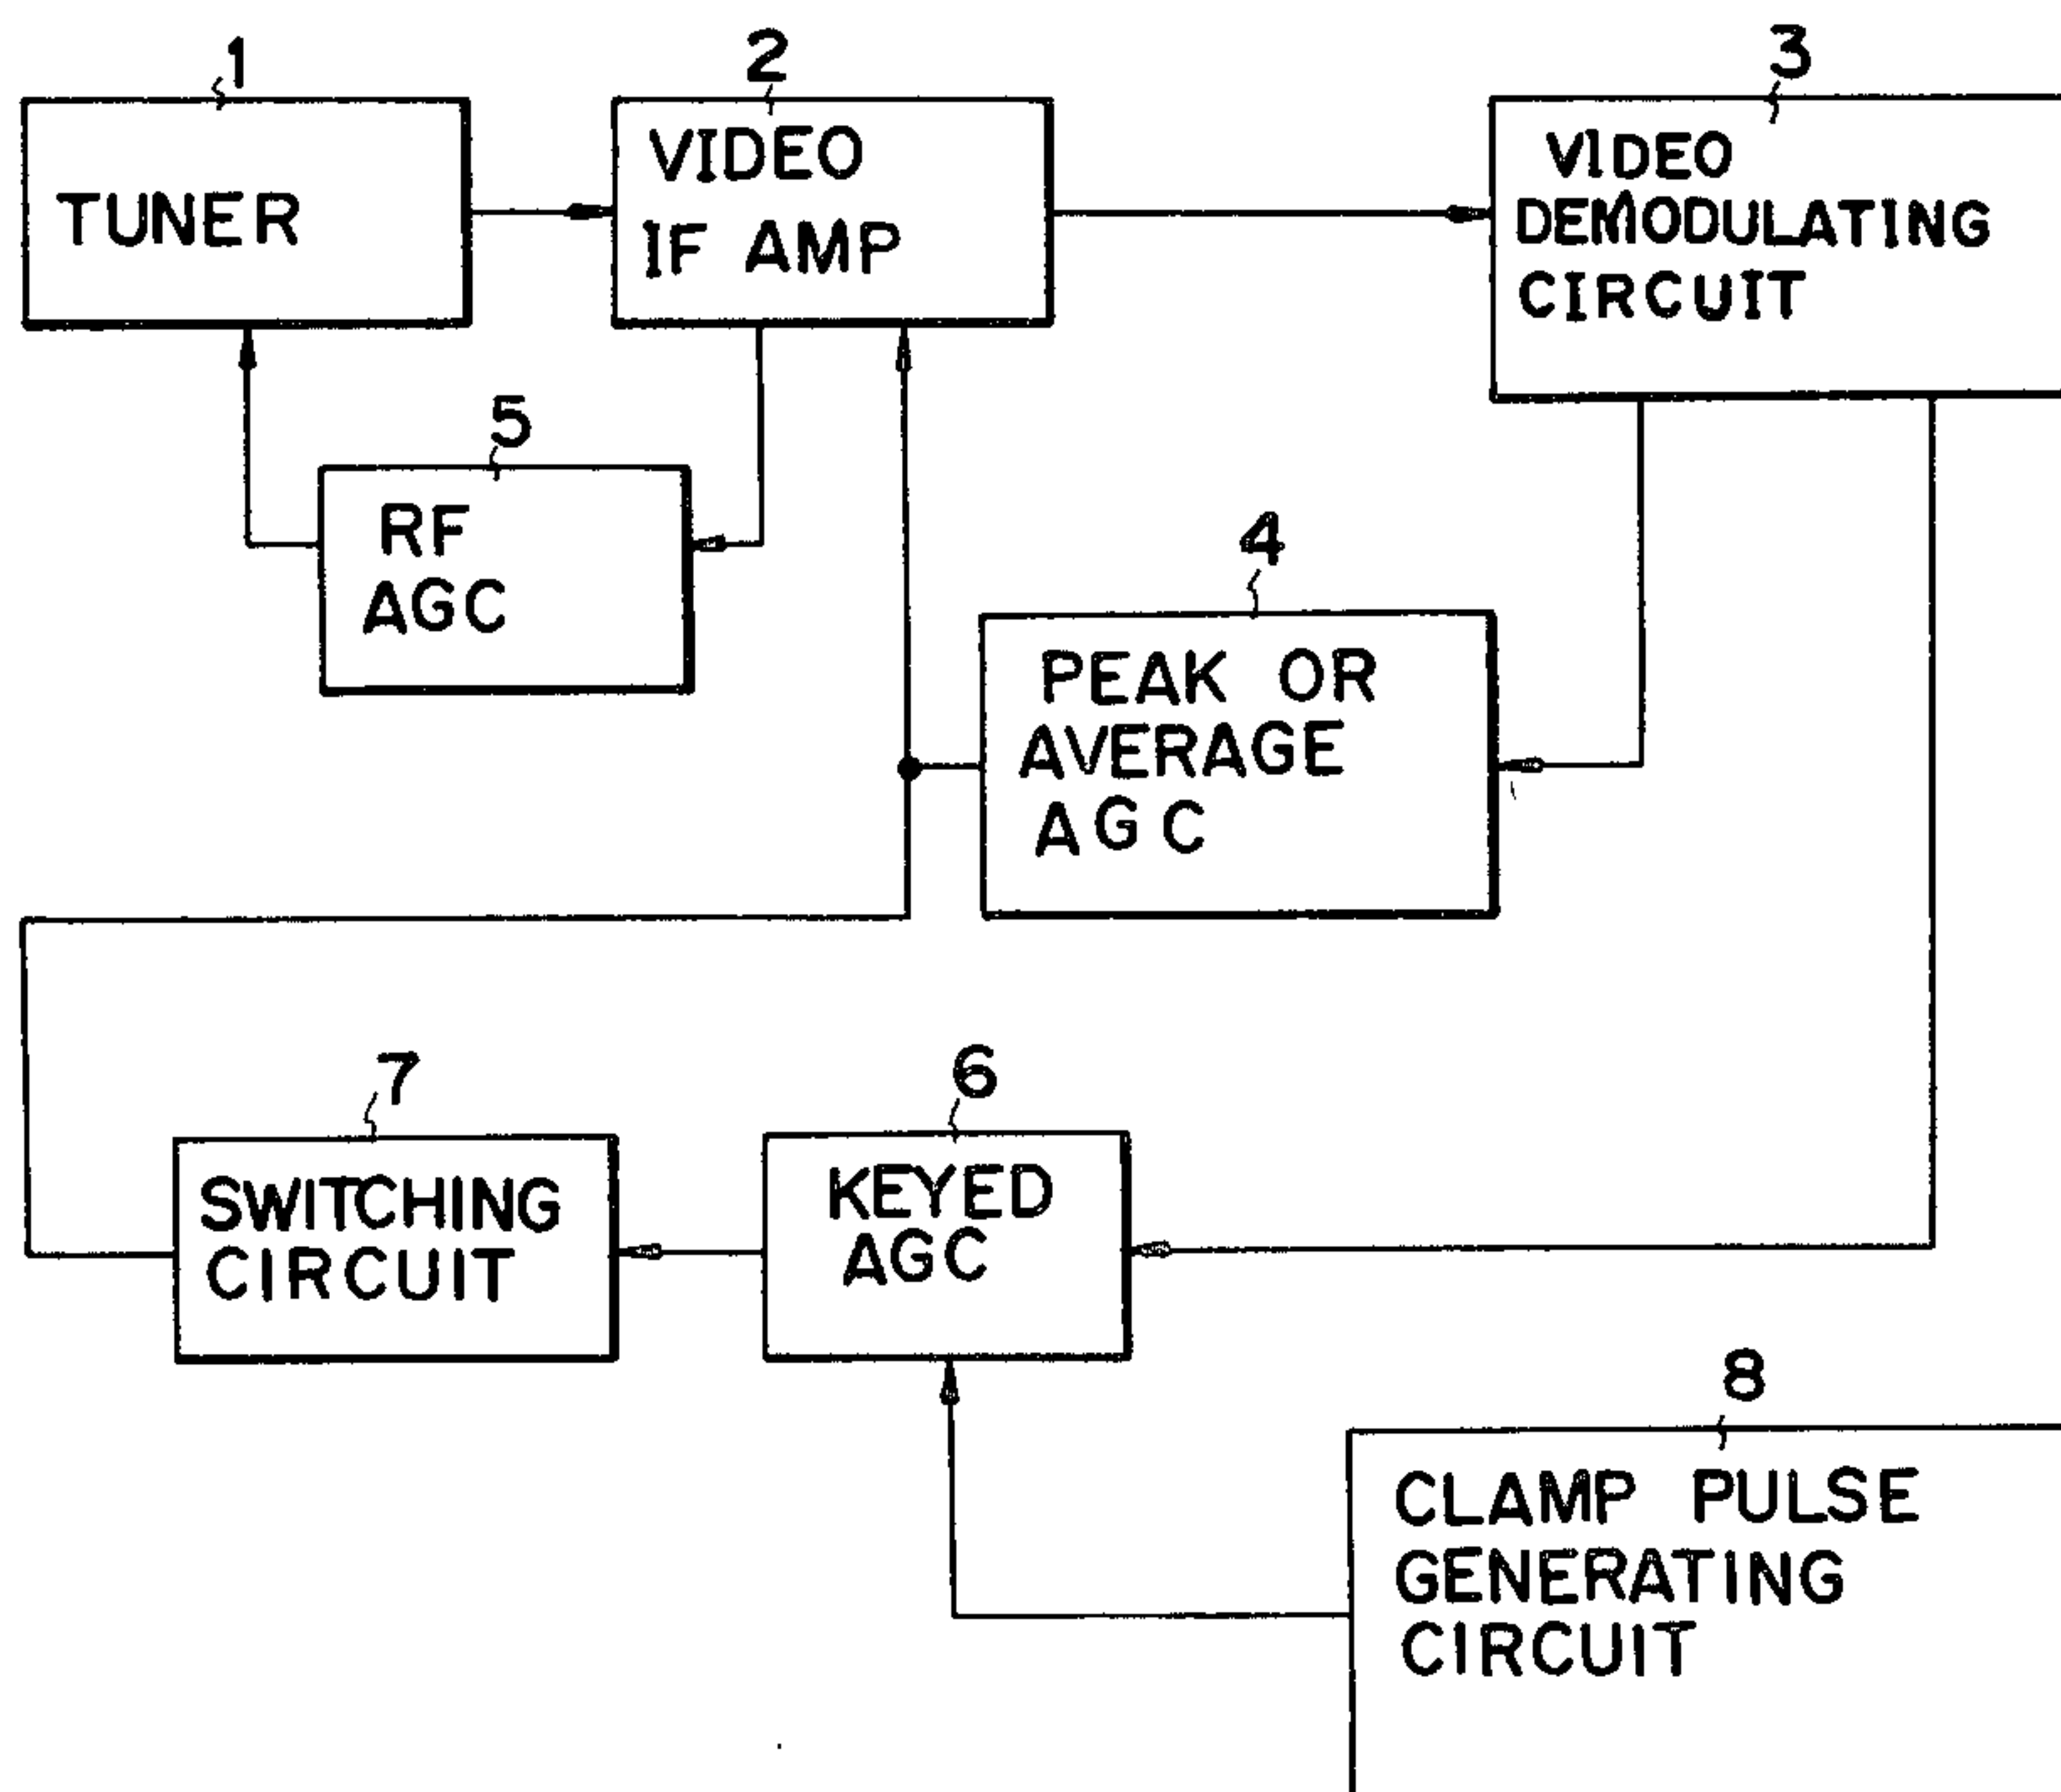 1
TUNER
2
VIDEO
IF AMP
3
VIDEO
DEMODULATING
CIRCUIT
5
RF
AGC
4
PEAK OR
AVERAGE
AGC
7
SWITCHING
CIRCUIT
6
KEYED
AGC
8
CLAMP PULSE
GENERATING
CIRCUIT